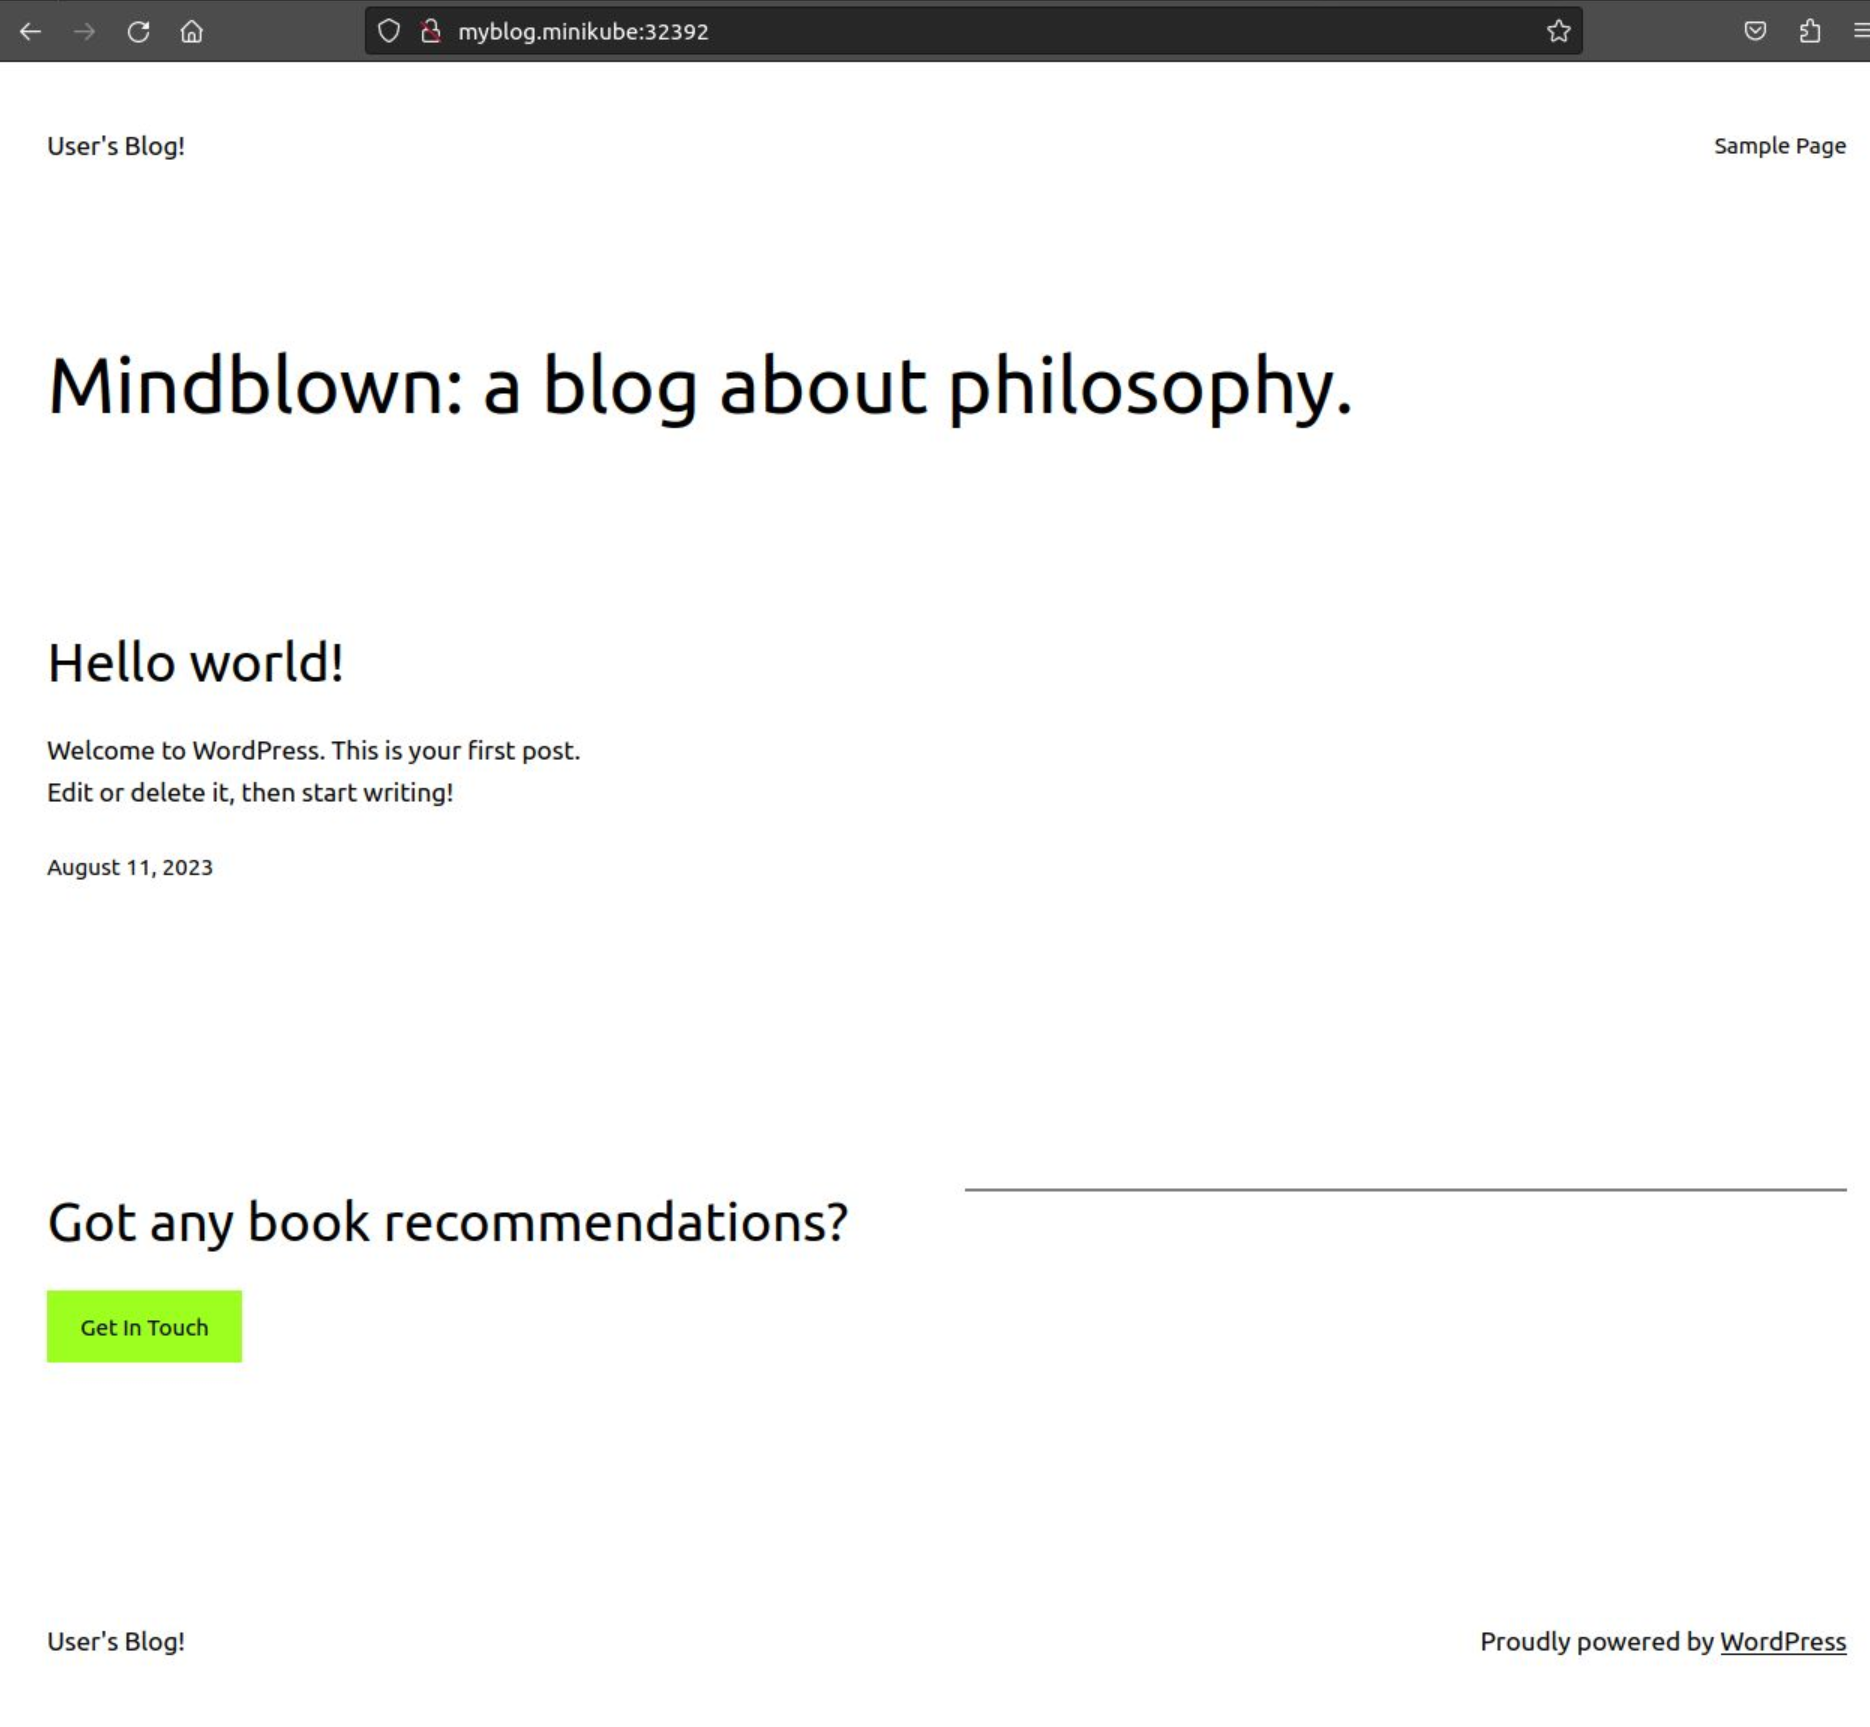 myblog.minikube:32392
User's Blog!
Sample Page
Mindblown: a blog about philosophy.
Hello world!
Welcome to WordPress. This is your first post.
Edit or delete it, then start writing!
August 11, 2023
Got any book recommendations?
Get In Touch
User's Blog!
Proudly powered by WordPress